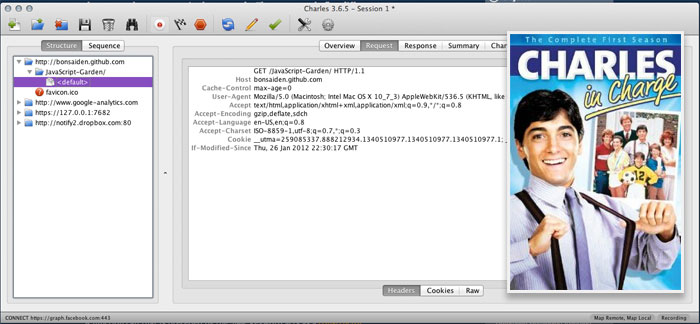 Charles 3.6.5 – Session 1 *
Structure
Sequence
http://bonsaiden.github.com
JavaScript-Garden/
<default>
favicon.ico
http://www.google-analytics.com
https://127.0.0.1:7682
http://notify2.dropbox.com:80
Overview
Request
Response
Summary
GET /JavaScript-Garden/ HTTP/1.1
Host bonsaiden.github.com
Cache-Control max-age=0
User-Agent Mozilla/5.0 (Macintosh; Intel Mac OS X 10_7_3) AppleWebKit/536.5 (KHTML, like
Accept text/html,application/xhtml+xml,application/xml;q=0.9,*/*;q=0.8
Accept-Encoding gzip,deflate,sdch
Accept-Language en-US,en;q=0.8
Accept-Charset ISO-8859-1,utf-8;q=0.7,*;q=0.3
Cookie __utma=259085337.888212934.1340510977.1340510977.1340510977.1;
If-Modified-Since Thu, 26 Jan 2012 22:30:17 GMT
Headers
Cookies
Raw
The Complete First Season
CHARLES
in Charge
CONNECT https://graph.facebook.com:443
Map Remote, Map Local
Recording